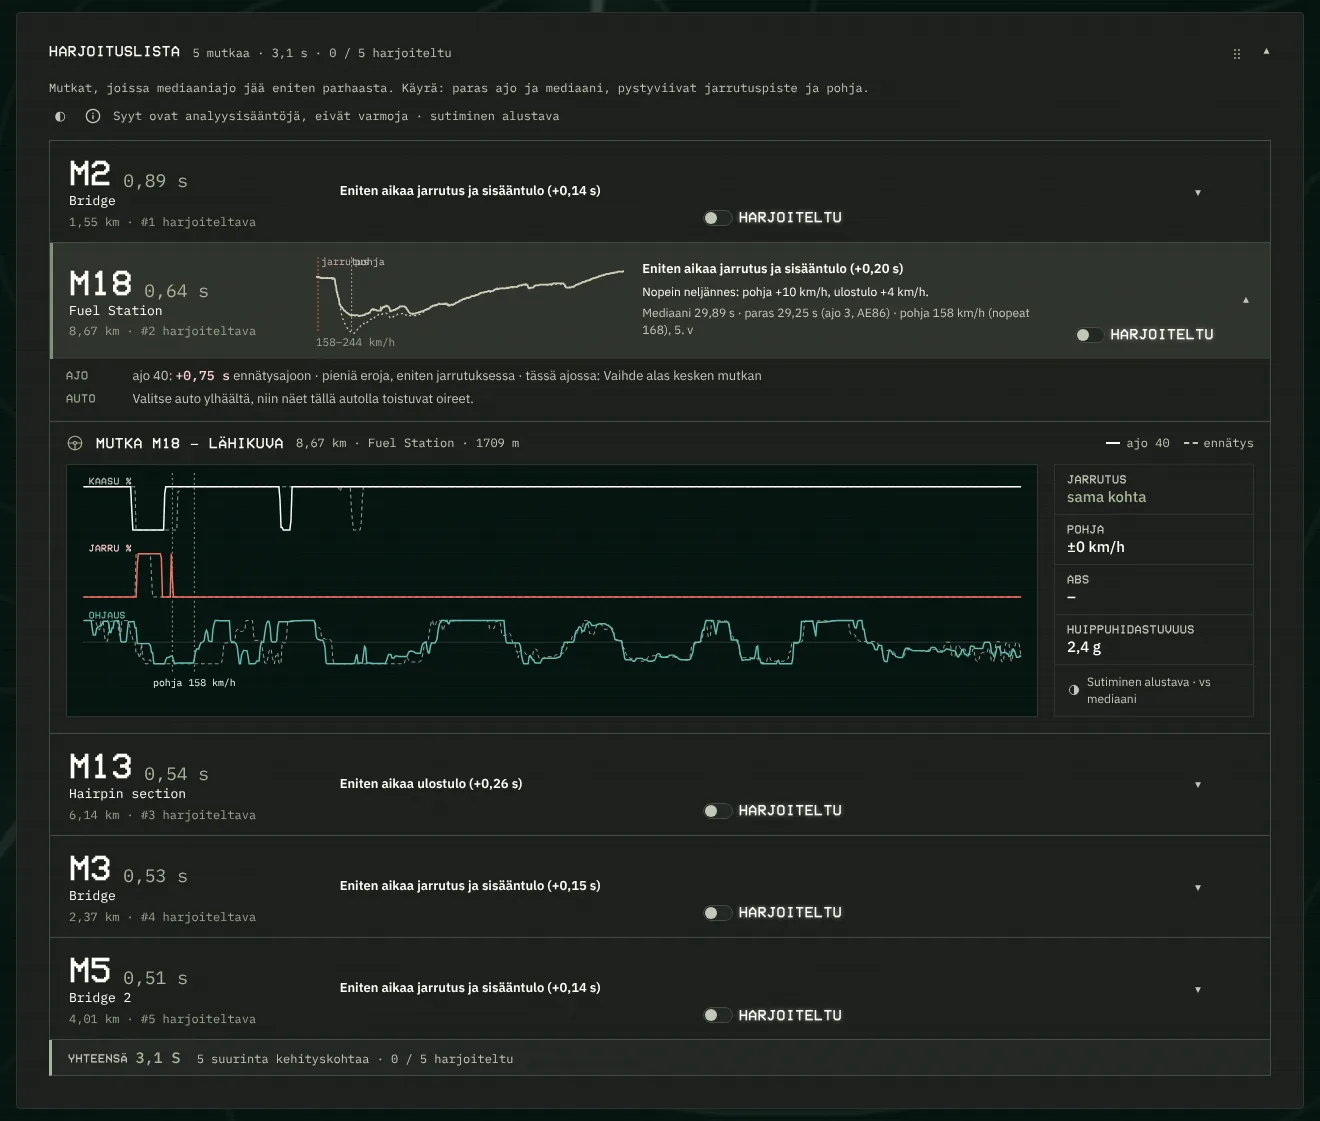 HARJOITUSLISTA 5 mutkaa · 3,1 s · 0 / 5 harjoiteltu
Mutkat, joissa mediaaniajo jää eniten parhaasta. Käyrä: paras ajo ja mediaani, pystyviivat jarrutuspiste ja pohja.
Syyt ovat analyysisääntöjä, eivät varmoja · sutiminen alustava
M2 0,89 s
Bridge
1,55 km · #1 harjoiteltava
Eniten aikaa jarrutus ja sisääntulo (+0,14 s)
HARJOITELTU
M18 0,64 s
Fuel Station
8,67 km · #2 harjoiteltava
jarrutus pohja
158–244 km/h
Eniten aikaa jarrutus ja sisääntulo (+0,20 s)
Nopein neljännes: pohja +10 km/h, ulostulo +4 km/h.
Mediaani 29,89 s · paras 29,25 s (ajo 3, AE86) · pohja 158 km/h (nopeat
168), 5. v
HARJOITELTU
AJO ajo 40: +0,75 s ennätysajoon · pieniä eroja, eniten jarrutuksessa · tässä ajossa: Vaihde alas kesken mutkan
AUTO Valitse auto ylhäältä, niin näet tällä autolla toistuvat oireet.
MUTKA M18 – LÄHIKUVA 8,67 km · Fuel Station · 1709 m
ajo 40 ennätys
KAASU %
JARRU %
OHJAUS
pohja 158 km/h
JARRUTUS
sama kohta
POHJA
±0 km/h
ABS
–
HUIPPUHIDASTUVUUS
2,4 g
Sutiminen alustava · vs
mediaani
M13 0,54 s
Hairpin section
6,14 km · #3 harjoiteltava
Eniten aikaa ulostulo (+0,26 s)
HARJOITELTU
M3 0,53 s
Bridge
2,37 km · #4 harjoiteltava
Eniten aikaa jarrutus ja sisääntulo (+0,15 s)
HARJOITELTU
M5 0,51 s
Bridge 2
4,01 km · #5 harjoiteltava
Eniten aikaa jarrutus ja sisääntulo (+0,14 s)
HARJOITELTU
YHTEENSÄ 3,1 S 5 suurinta kehityskohtaa · 0 / 5 harjoiteltu